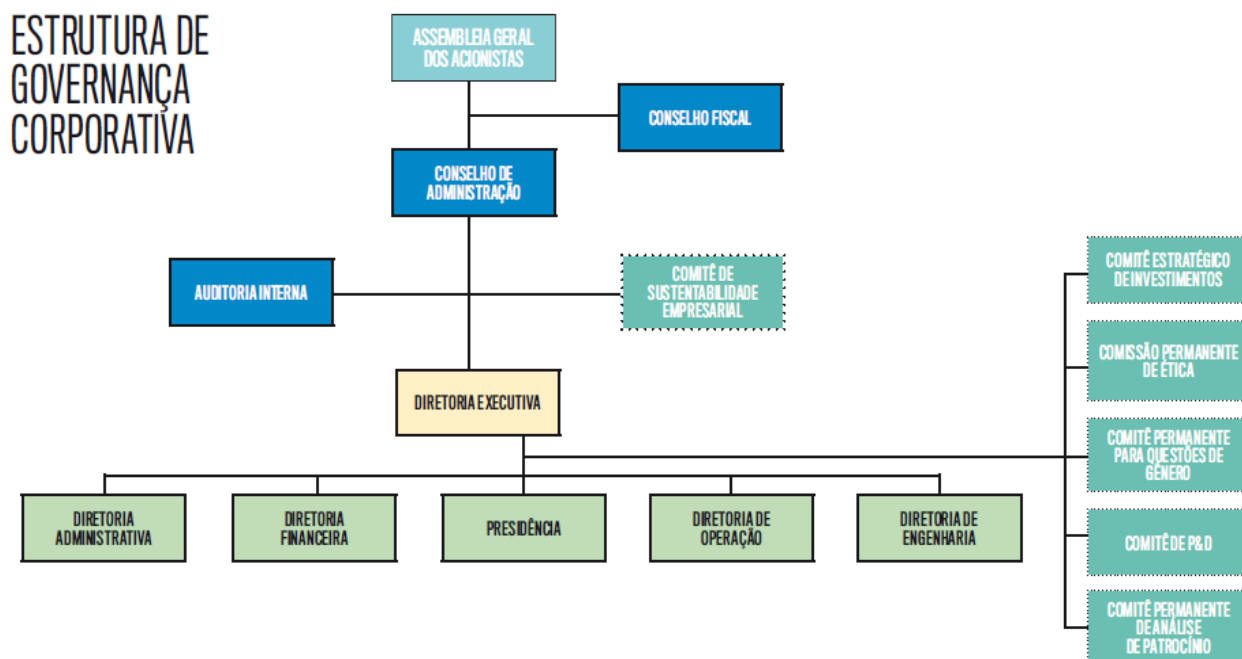 ESTRUTURA DE
GOVERNANÇA
CORPORATIVA
ASSEMBLEIA GERAL
DOS ACIONISTAS
CONSELHO FISCAL
CONSELHO DE
ADMINISTRAÇÃO
AUDITORIA INTERNA
COMITÊ DE
SUSTENTABILIDADE
EMPRESARIAL
DIRETORIA EXECUTIVA
DIRETORIA
ADMINISTRATIVA
DIRETORIA
FINANCEIRA
PRESIDÊNCIA
DIRETORIA DE
OPERAÇÃO
DIRETORIA DE
ENGENHARIA
COMITÊ ESTRATÉGICO
DE INVESTIMENTOS
COMISSÃO PERMANENTE
DE ÉTICA
COMITÊ PERMANENTE
PARA QUESTÕES DE
GÊNERO
COMITÊ DE P&D
COMITÊ PERMANENTE
DE ANÁLISE
DE PATROCÍNIO